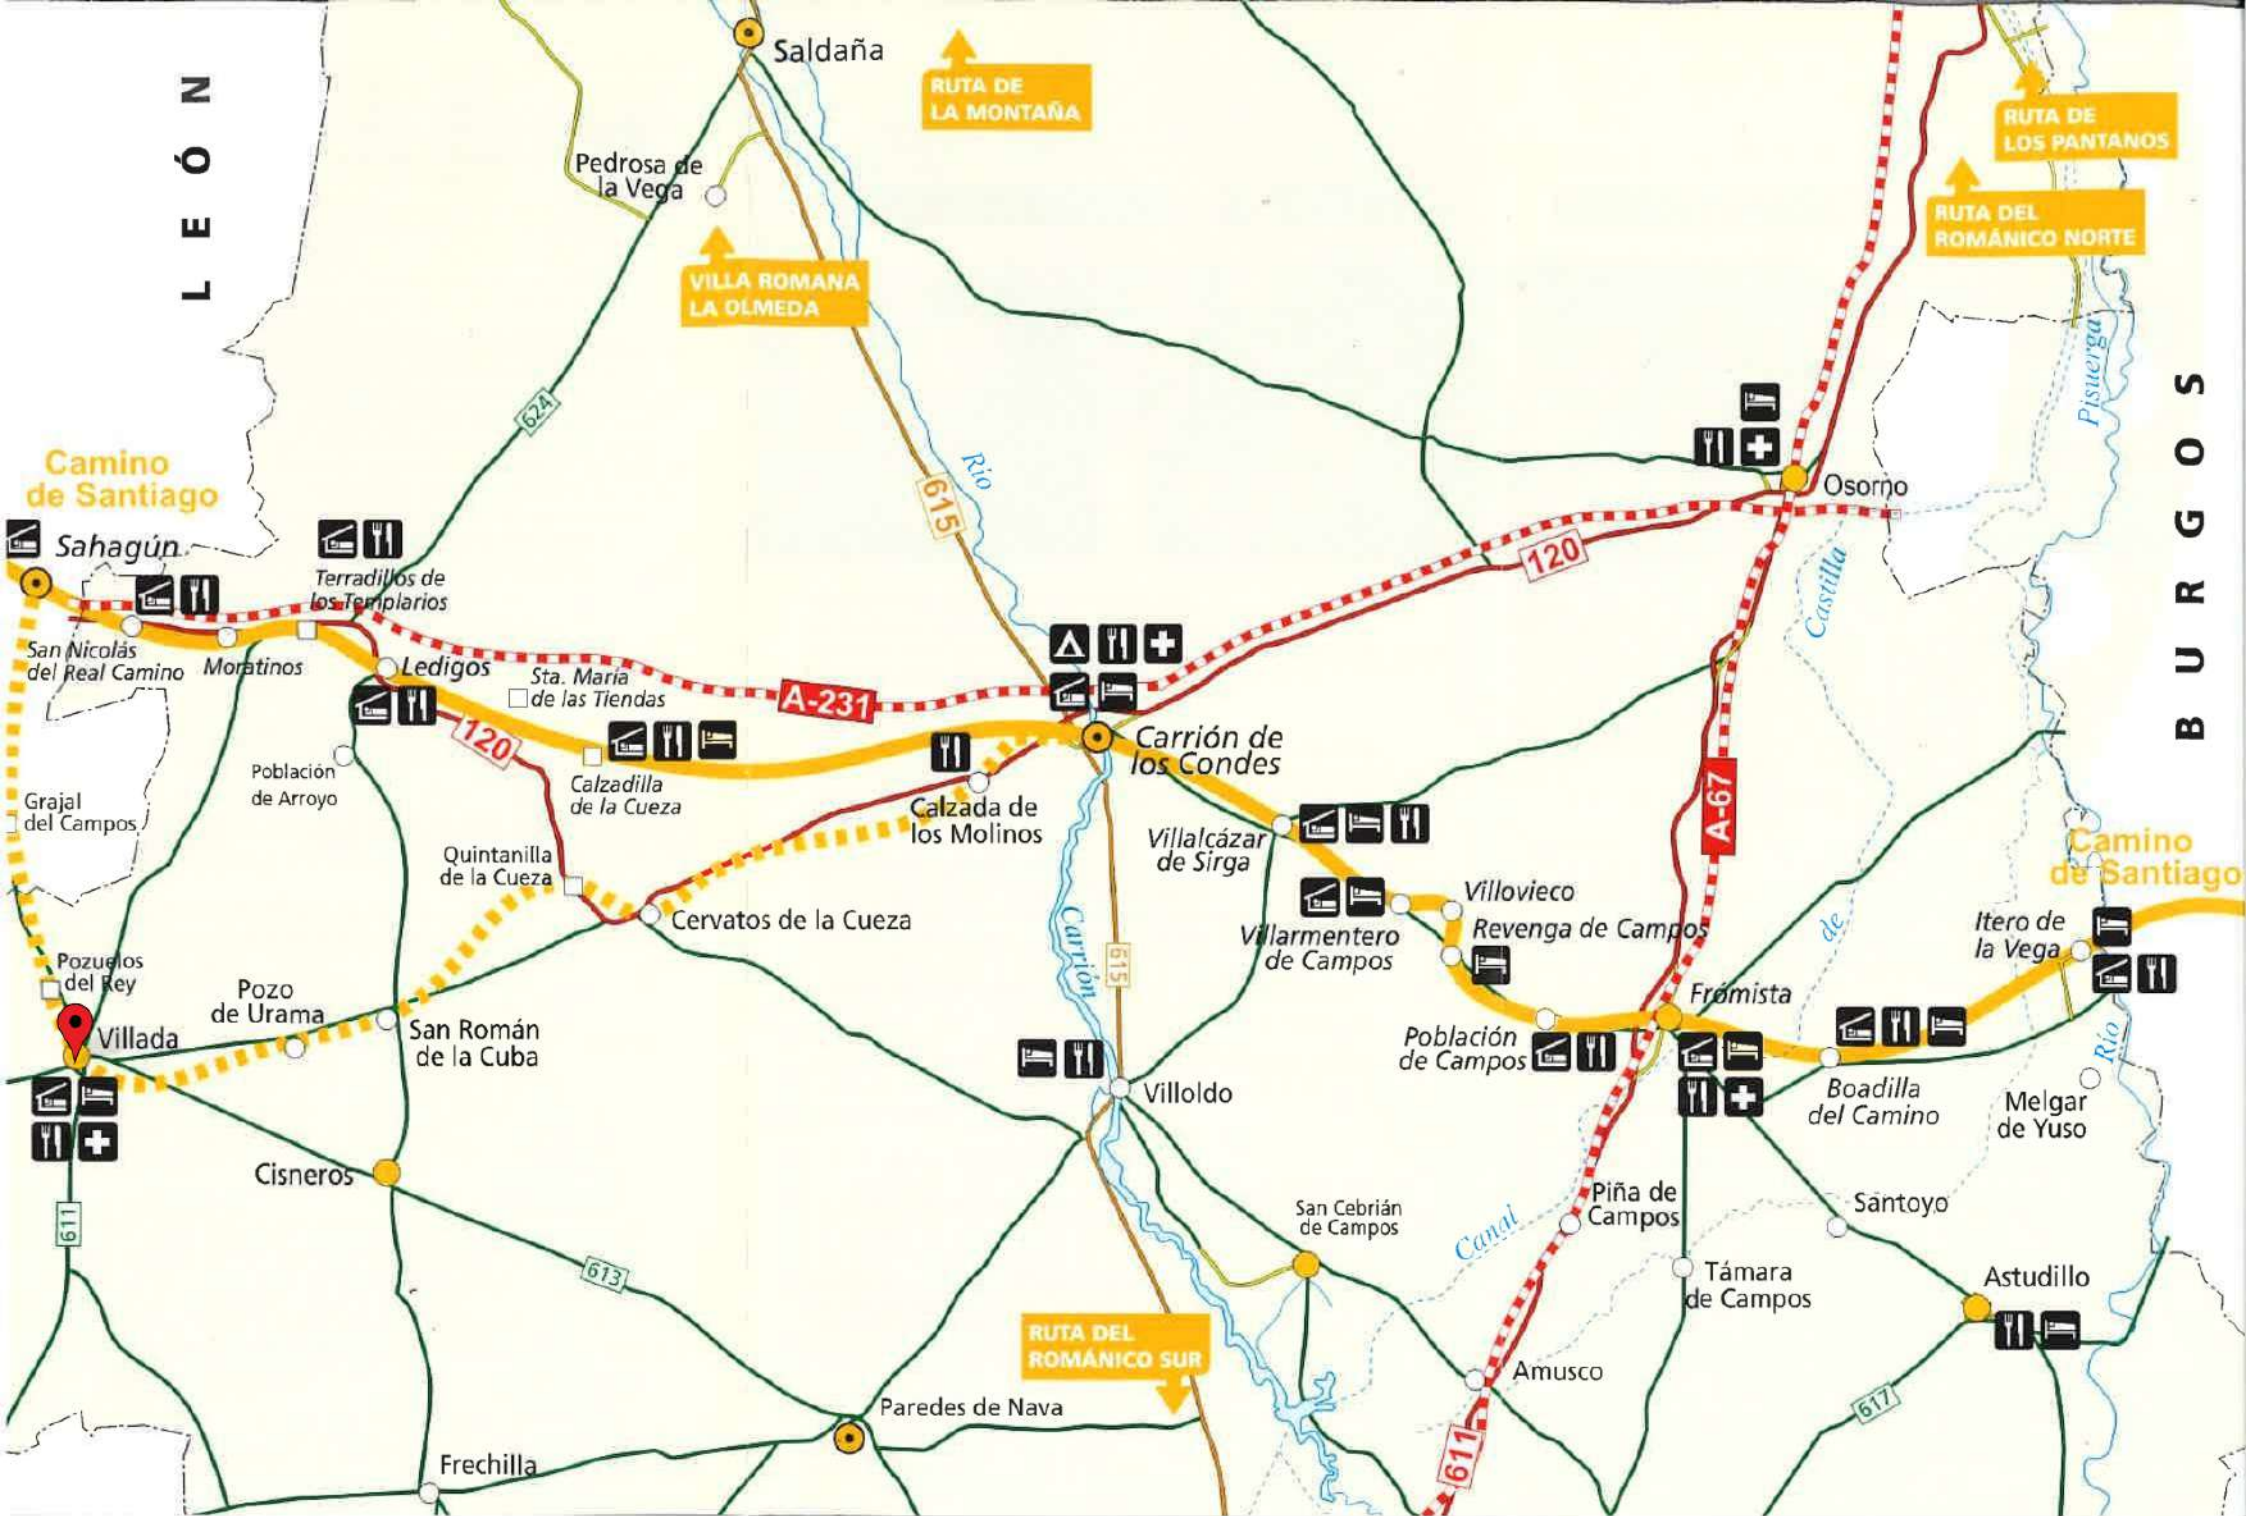 Saldaña
RUTA DE
LA MONTAÑA
RUTA DE
LOS PANTANOS
LEÓN
Pedrosa de
la Vega
RUTA DEL
ROMÁNICO NORTE
VILLA ROMANA
LA OLMEDA
Pisuerga
BURGOS
624
Camino
de Santiago
615
Río
Osorno
Sahagún
Terradillos de
los Templarios
120
Castilla
San Nicolás
del Real Camino
Moratinos
Ledigos
Sta. María
de las Tiendas
A-231
120
Carrión de
los Condes
Población
de Arroyo
Calzadilla
de la Cueza
Calzada de
los Molinos
A-67
Grajal
del Campos
Villalcázar
de Sirga
Camino
de Santiago
Quintanilla
de la Cueza
Cervatos de la Cueza
Villovieco
Revenga de Campos
Villarmentero
de Campos
de
Itero de
la Vega
Carrión
615
Pozuelos
del Rey
Pozo
de Urama
Frómista
Villada
San Román
de la Cuba
Población
de Campos
Río
Villoldo
Boadilla
del Camino
Melgar
de Yuso
Cisneros
611
San Cebrián
de Campos
Canal
Piña de
Campos
Santoyo
613
Támara
de Campos
Astudillo
RUTA DEL
ROMÁNICO SUR
Amusco
Paredes de Nava
617
Frechilla
611